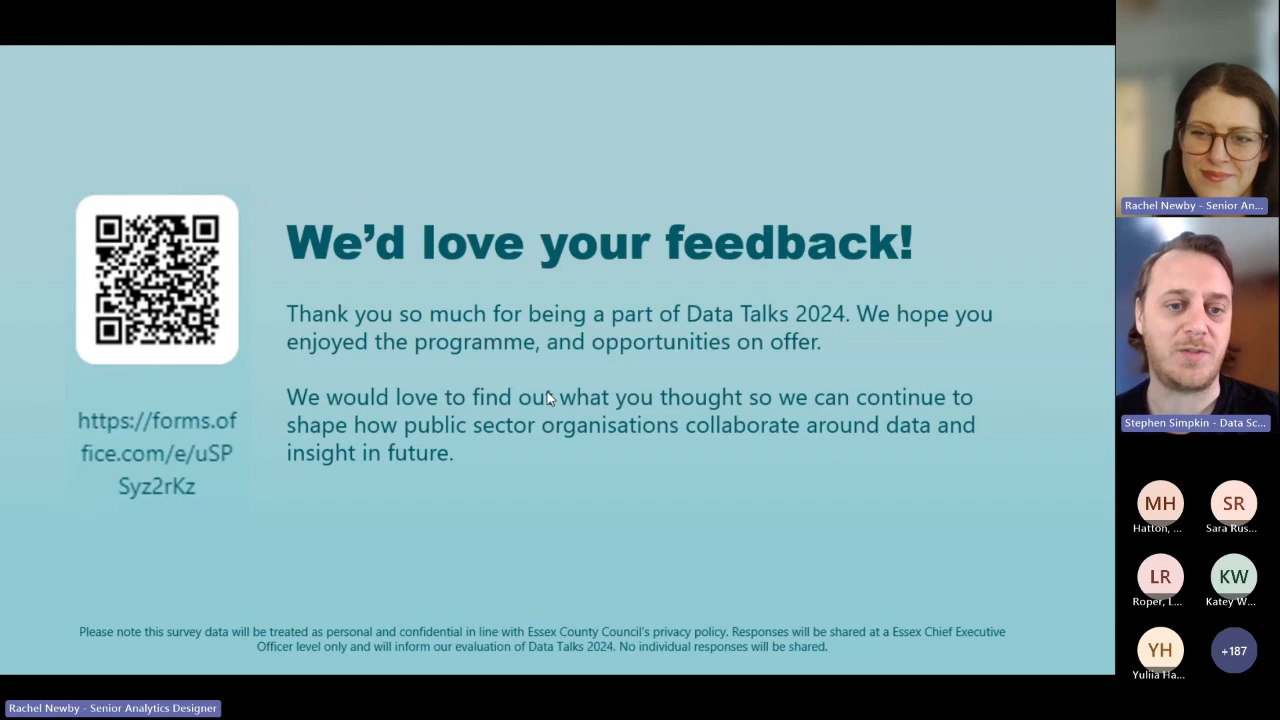 We'd love your feedback!
Thank you so much for being a part of Data Talks 2024. We hope you
enjoyed the programme, and opportunities on offer.
We would love to find out what you thought so we can continue to
shape how public sector organisations collaborate around data and
insight in future.
https://forms.of
fice.com/e/uSP
Syz2rKz
Please note this survey data will be treated as personal and confidential in line with Essex County Council's privacy policy. Responses will be shared at a Essex Chief Executive
Officer level only and will inform our evaluation of Data Talks 2024. No individual responses will be shared.
Rachel Newby - Senior Analytics Designer
Rachel Newby - Senior An...
Stephen Simpkin - Data Sc...
MH
Hatton, ...
SR
Sara Rus...
LR
Roper, L...
KW
Katey W...
YH
Yuliia Ha...
+187